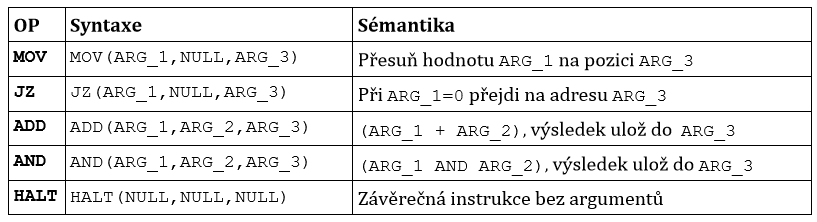 OP Syntaxe Sémantika
MOV MOV(ARG_1,NULL,ARG_3) Přesuň hodnotu ARG_1 na pozici ARG_3
JZ JZ(ARG_1,NULL,ARG_3) Při ARG_1=0 přejdi na adresu ARG_3
ADD ADD(ARG_1,ARG_2,ARG_3) (ARG_1 + ARG_2), výsledek ulož do ARG_3
AND AND(ARG_1,ARG_2,ARG_3) (ARG_1 AND ARG_2), výsledek ulož do ARG_3
HALT HALT(NULL,NULL,NULL) Závěrečná instrukce bez argumentů